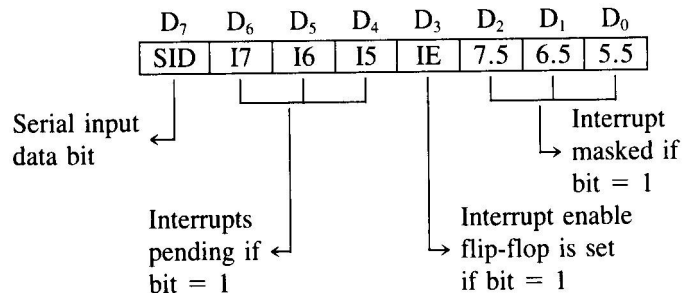 D₇ D₆ D₅ D₄ D₃ D₂ D₁ D₀
SID I7 I6 I5 IE 7.5 6.5 5.5
Serial input
data bit
Interrupts
pending if
bit = 1
Interrupt enable
flip-flop is set
if bit = 1
Interrupt
masked if
bit = 1